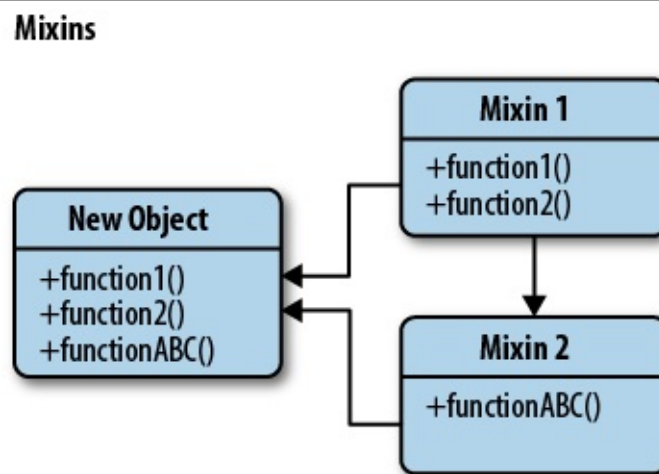 Mixins
Mixin 1
+function1()
+function2()
New Object
+function1()
+function2()
+functionABC()
Mixin 2
+functionABC()